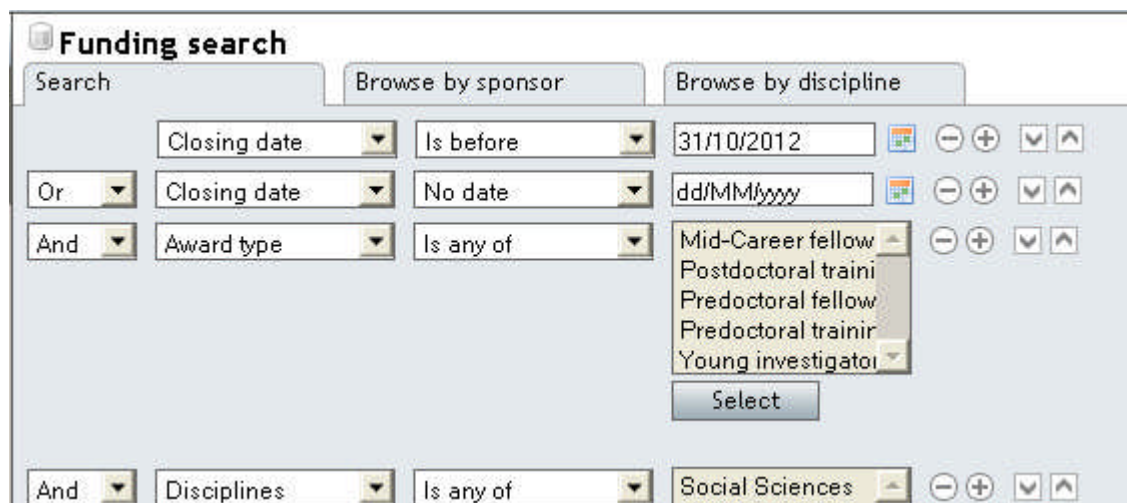 Funding search
Search Browse by sponsor Browse by discipline
Closing date Is before 31/10/2012
Or Closing date No date dd/MM/yyyy
And Award type Is any of Mid-Career fellow
Postdoctoral traini
Predoctoral fellow
Predoctoral trainin
Young investigator
Select
And Disciplines Is any of Social Sciences